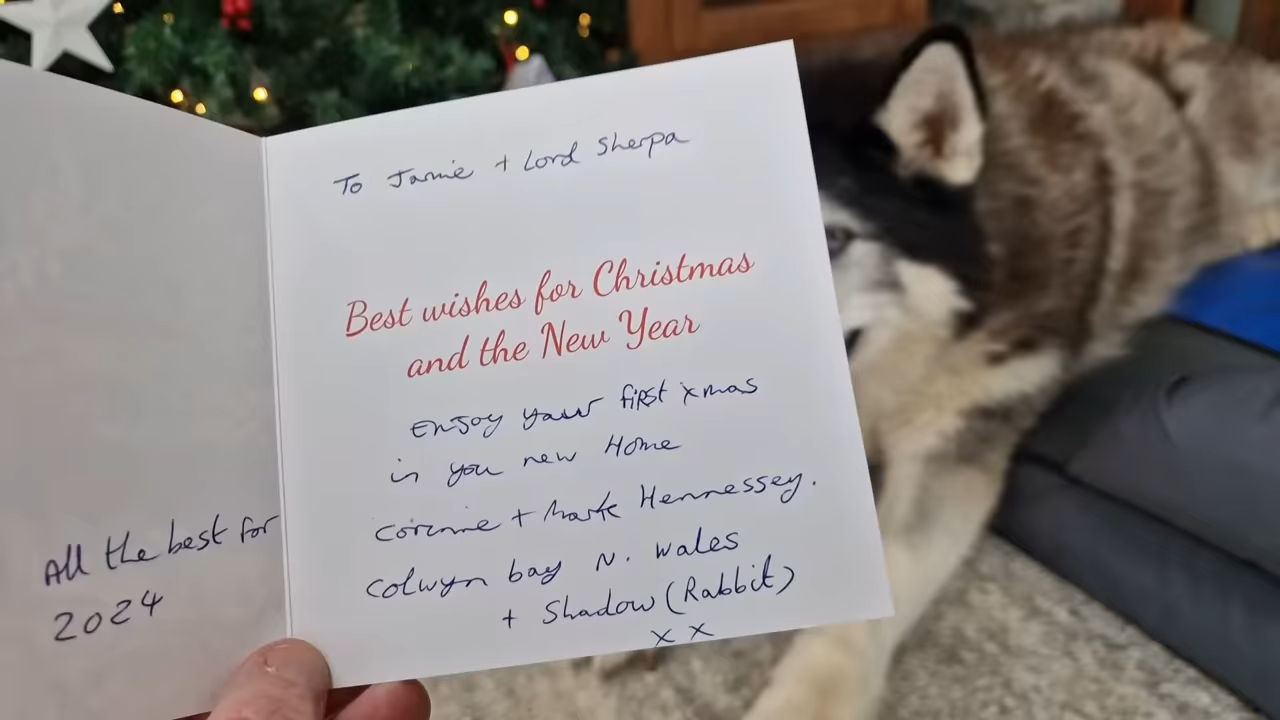 All the best for
2024
To Jamie + Lord Sherpa
Best wishes for Christmas
and the New Year
Enjoy your first xmas
in you new Home
Corinne + Mark Hennessey.
Colwyn bay N. Wales
+ Shadow (Rabbit)
x x